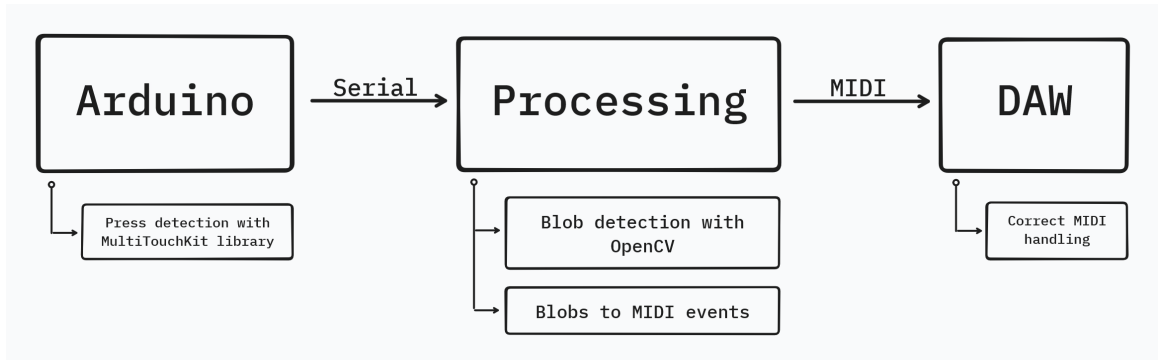 Arduino
Serial
Processing
MIDI
DAW
Press detection with
MultiTouchKit library
Blob detection with
OpenCV
Blobs to MIDI events
Correct MIDI
handling